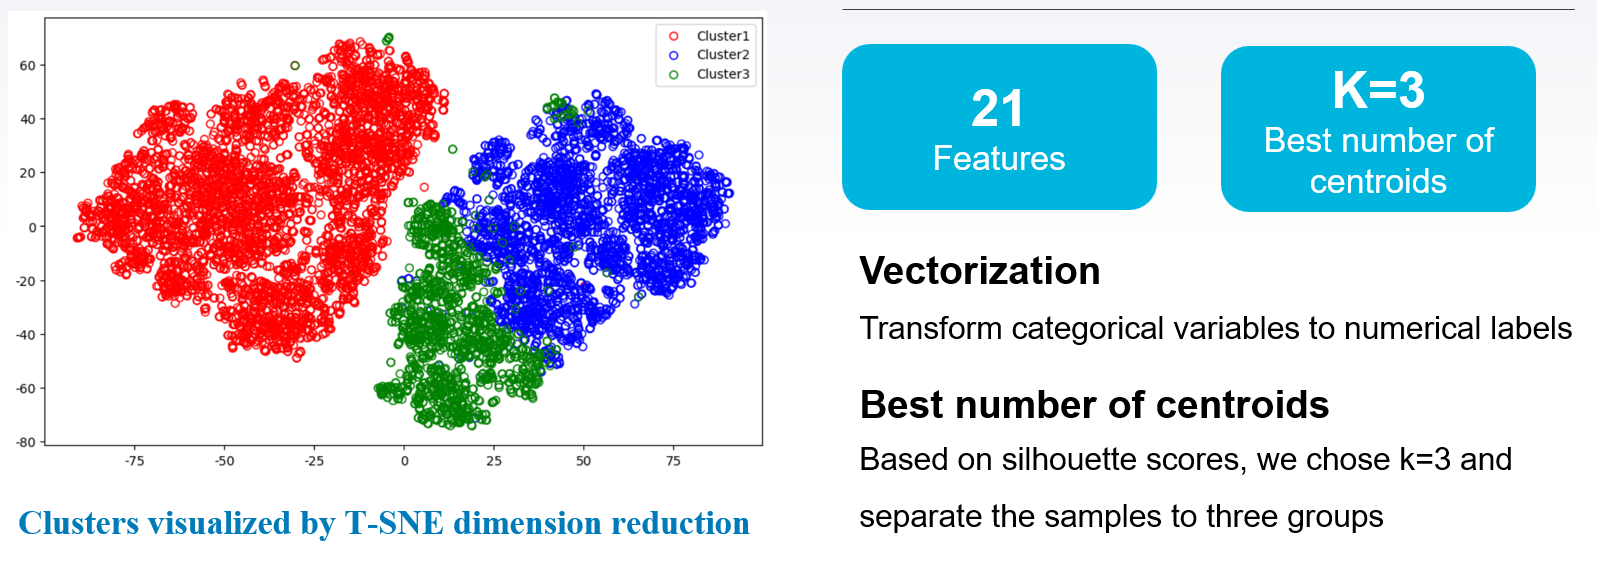 Cluster1
Cluster2
Cluster3
60
40
20
0
-20
-40
-60
-80
-75
-50
-25
0
25
50
75
Clusters visualized by T-SNE dimension reduction
21
Features
K=3
Best number of
centroids
Vectorization
Transform categorical variables to numerical labels
Best number of centroids
Based on silhouette scores, we chose k=3 and
separate the samples to three groups